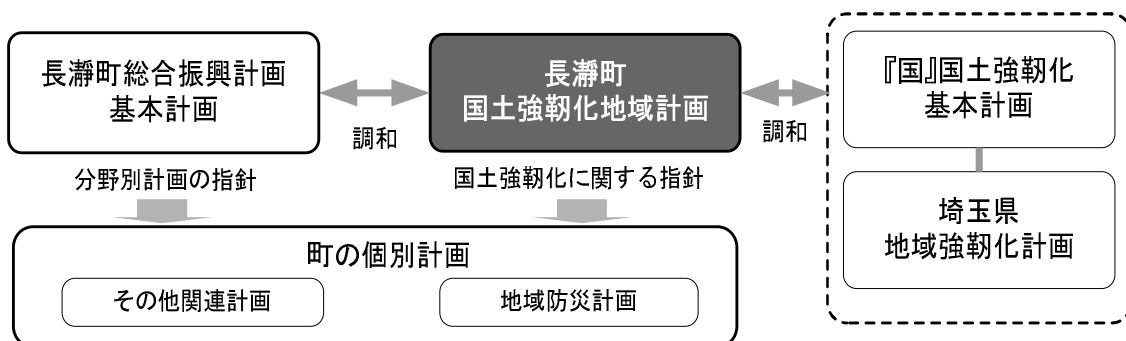 長瀞町総合振興計画
基本計画
調和
長瀞町
国土強靭化地域計画
調和
『国』国土強靭化
基本計画
分野別計画の指針
国土強靭化に関する指針
埼玉県
地域強靭化計画
町の個別計画
その他関連計画
地域防災計画